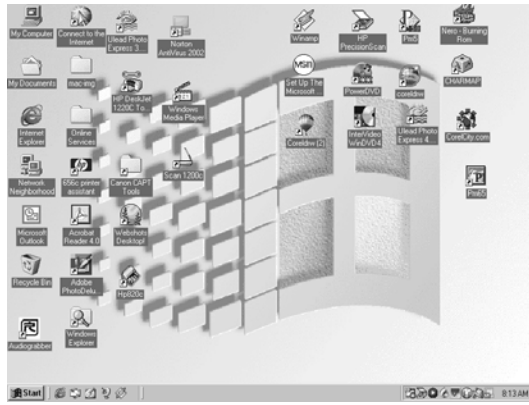 My Computer
Connect to the
Internet
Ulead Photo
Express 3....
Norton
AntiVirus 2002
Winamp
HP
PrecisionScan
Pm5
Nero - Burning
Rom
My Documents
mac-img
HP DeskJet
1220C To...
Windows
Media Player
Set Up The
Microsoft ...
msn
PowerDVD
coreldrw
CHARMAP
Internet
Explorer
Online
Services
Coreldrw (2)
InterVideo
WinDVD4
Ulead Photo
Express 4...
CorelCity.com
Network
Neighborhood
656c printer
assistant
Canon CAPT
Tools
Scan 1200c
Pm65
Microsoft
Outlook
Acrobat
Reader 4.0
Webshots
Desktop!
Recycle Bin
Adobe
PhotoDelu...
Hp820c
Audiograbber
Windows
Explorer
Start
8:13 AM